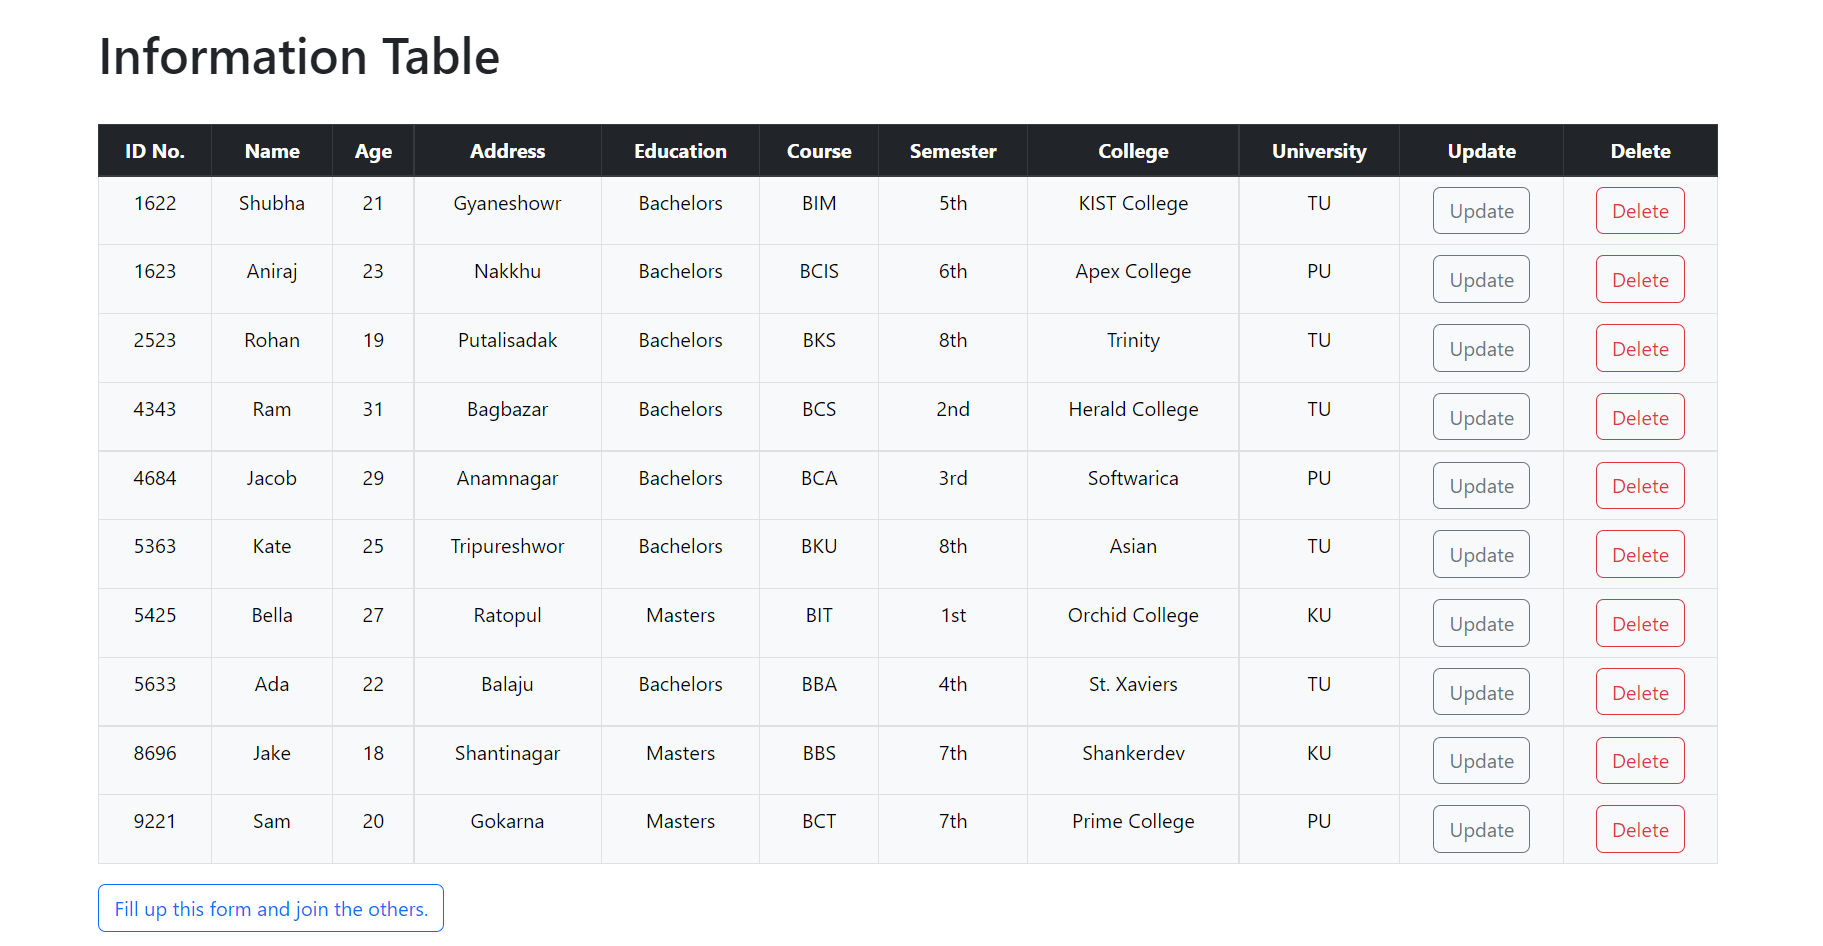 Information Table
ID No. Name Age Address Education Course Semester College University Update Delete
1622 Shubha 21 Gyaneshowr Bachelors BIM 5th KIST College TU Update Delete
1623 Aniraj 23 Nakkhu Bachelors BCIS 6th Apex College PU Update Delete
2523 Rohan 19 Putalisadak Bachelors BKS 8th Trinity TU Update Delete
4343 Ram 31 Bagbazar Bachelors BCS 2nd Herald College TU Update Delete
4684 Jacob 29 Anamnagar Bachelors BCA 3rd Softwarica PU Update Delete
5363 Kate 25 Tripureshwor Bachelors BKU 8th Asian TU Update Delete
5425 Bella 27 Ratopul Masters BIT 1st Orchid College KU Update Delete
5633 Ada 22 Balaju Bachelors BBA 4th St. Xaviers TU Update Delete
8696 Jake 18 Shantinagar Masters BBS 7th Shankerdev KU Update Delete
9221 Sam 20 Gokarna Masters BCT 7th Prime College PU Update Delete
Fill up this form and join the others.